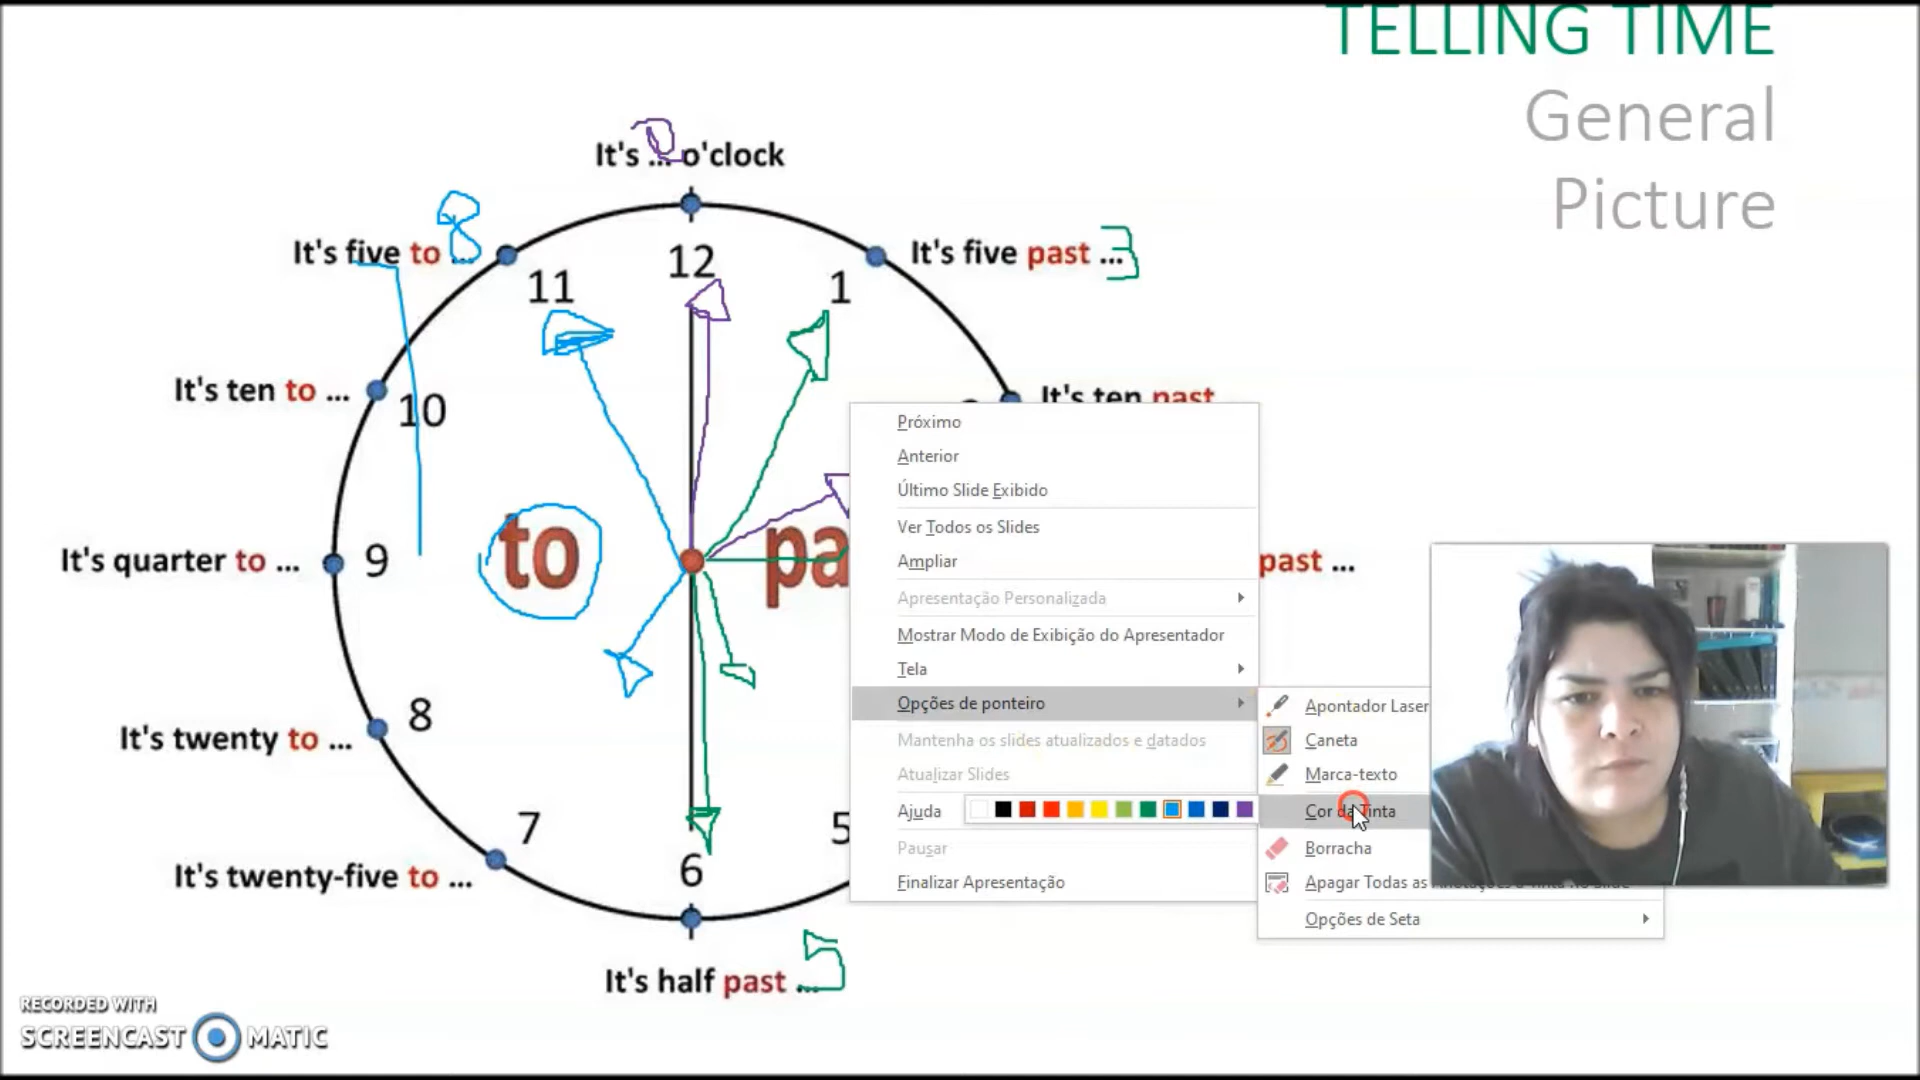 TELLING TIME
General
Picture
It's ... o'clock
2
It's five to ...
8
It's five past ...
3
11
12
1
It's ten to ...
10
It's ten past
It's quarter to ...
9
to
pa
past ...
It's twenty to ...
8
7
It's twenty-five to ...
6
5
It's half past ...
5
Próximo
Anterior
Último Slide Exibido
Ver Todos os Slides
Ampliar
Apresentação Personalizada
Mostrar Modo de Exibição do Apresentador
Tela
Opções de ponteiro
Mantenha os slides atualizados e datados
Atualizar Slides
Ajuda
Pausar
Finalizar Apresentação
Apontador Laser
Caneta
Marca-texto
Cor da Tinta
Borracha
Apagar Todas as
Opções de Seta
RECORDED WITH
SCREENCAST MATIC